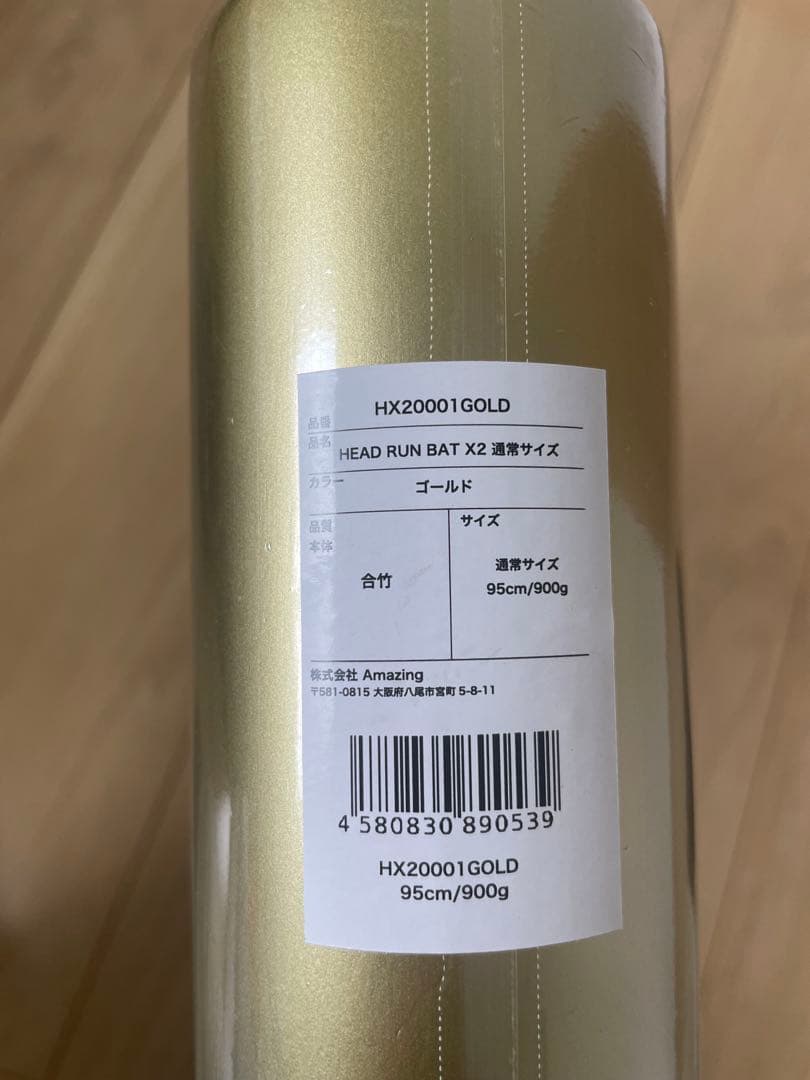 品番 HX20001GOLD
品名 HEAD RUN BAT X2 通常サイズ
カラー ゴールド
品質 サイズ
本体
合竹
通常サイズ
95cm/900g
株式会社 Amazing
〒581-0815 大阪府八尾市宮町 5-8-11
4 580830 890539
HX20001GOLD
95cm/900g